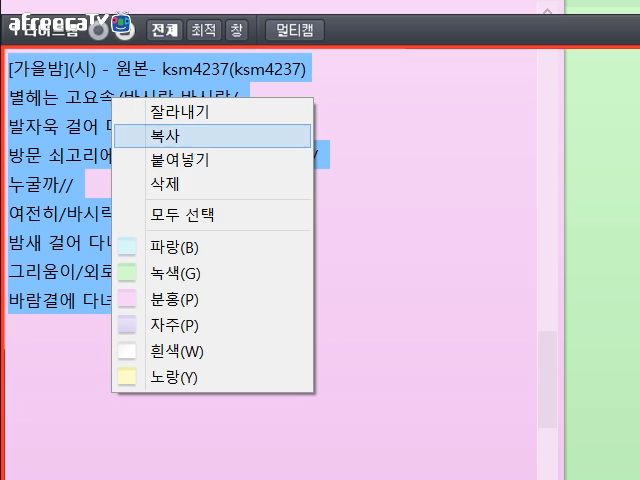 afreecaTV
전체 최적 창 멀티캠
[가을밤](시) - 원본- ksm4237(ksm4237)
별헤는 고요속/바시락 바시락/
발자욱 걸어
방문 쇠고리에
누굴까//
여전히/바시락
밤새 걸어 다니
그리움이/외로
바람결에 다녀
잘라내기
복사
붙여넣기
삭제
모두 선택
파랑(B)
녹색(G)
분홍(P)
자주(P)
흰색(W)
노랑(Y)